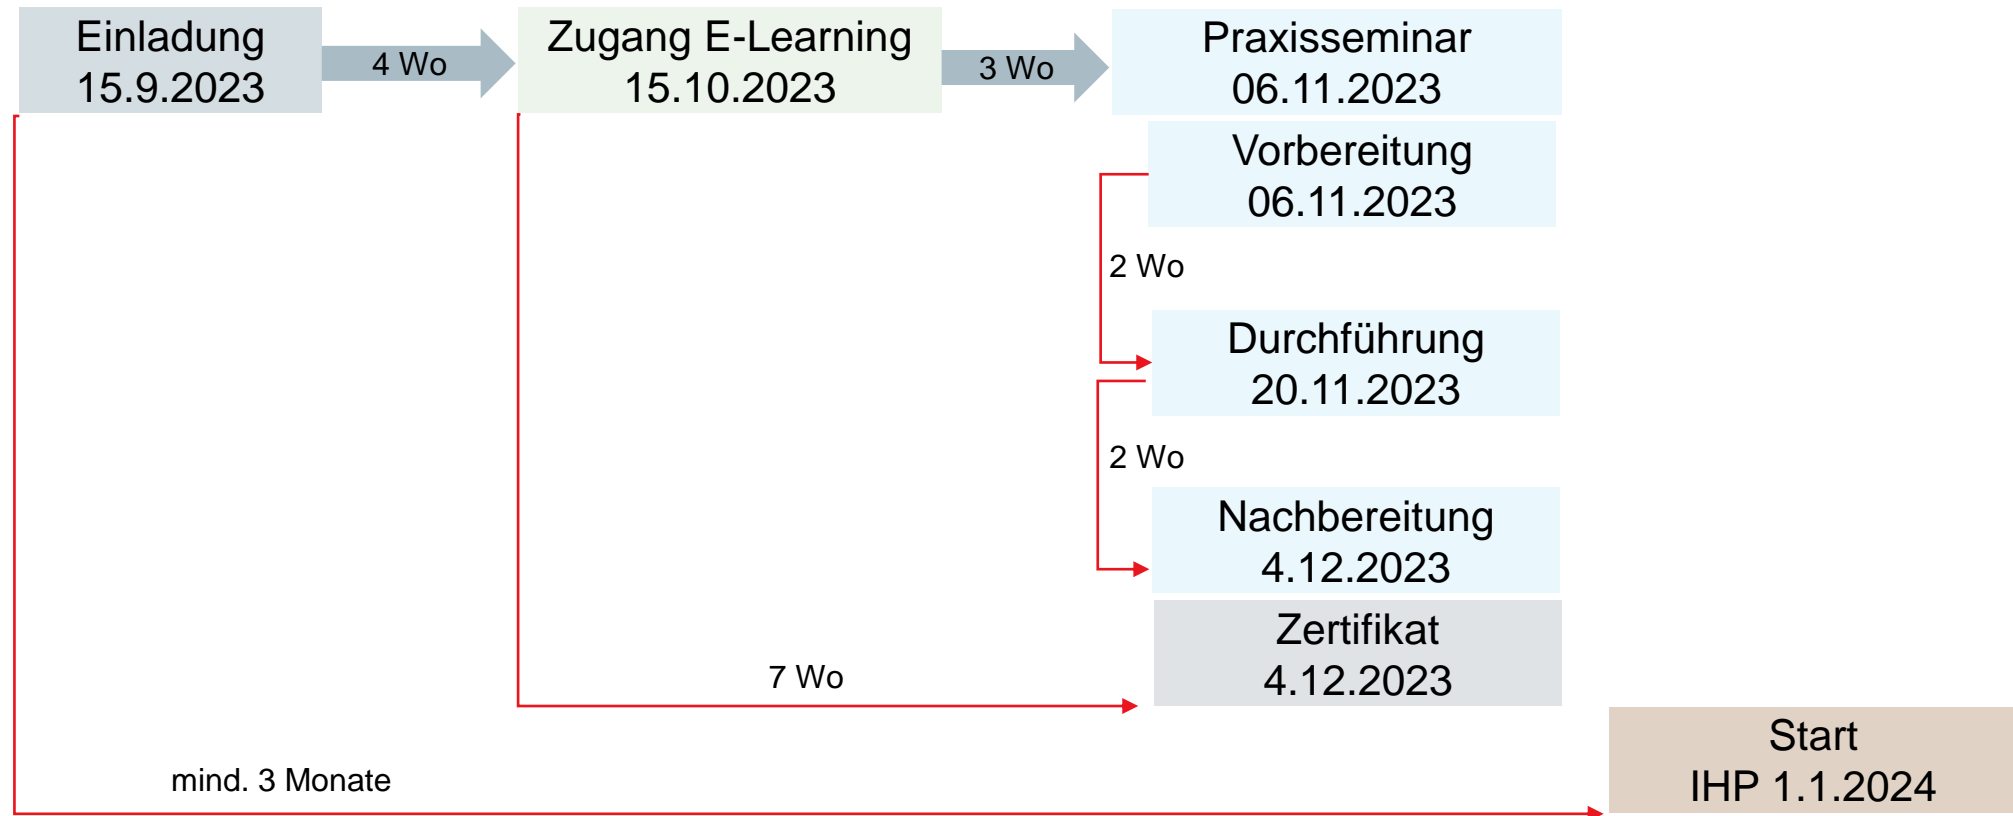 Einladung
15.9.2023
4 Wo
Zugang E-Learning
15.10.2023
3 Wo
Praxisseminar
06.11.2023
Vorbereitung
06.11.2023
2 Wo
Durchführung
20.11.2023
2 Wo
Nachbereitung
4.12.2023
Zertifikat
4.12.2023
7 Wo
Start
IHP 1.1.2024
mind. 3 Monate